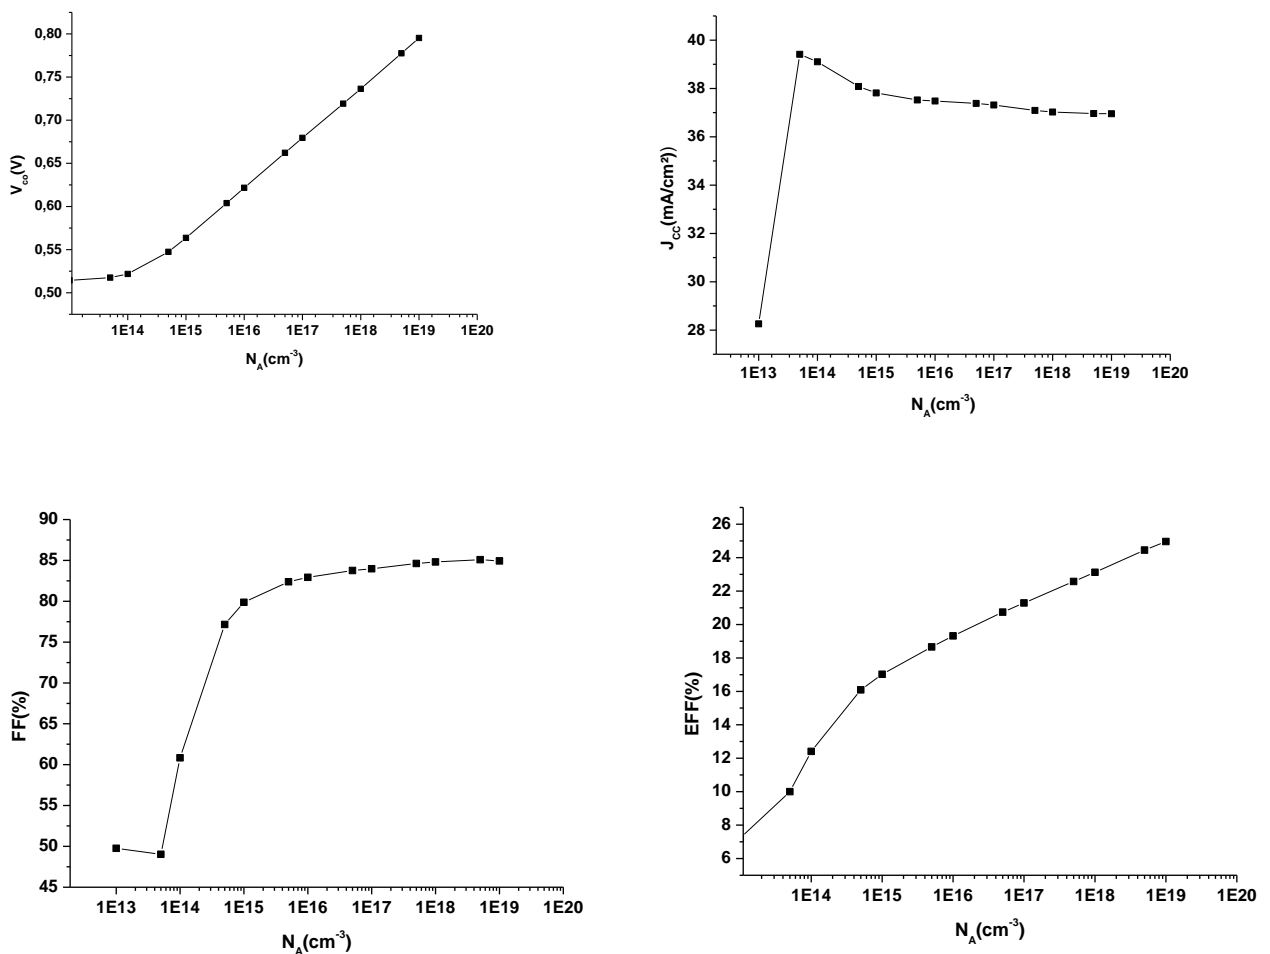 0,80
0,75
0,70
0,65
0,60
0,55
0,50
V_co(V)
1E14 1E15 1E16 1E17 1E18 1E19 1E20
N_A(cm⁻³)
40
38
36
34
32
30
28
J_CC(mA/cm²))
1E13 1E14 1E15 1E16 1E17 1E18 1E19 1E20
N_A(cm⁻³)
90
85
80
75
70
65
60
55
50
45
FF(%)
1E13 1E14 1E15 1E16 1E17 1E18 1E19 1E20
N_A(cm⁻³)
26
24
22
20
18
16
14
12
10
8
6
EFF(%)
1E14 1E15 1E16 1E17 1E18 1E19 1E20
N_A(cm⁻³)